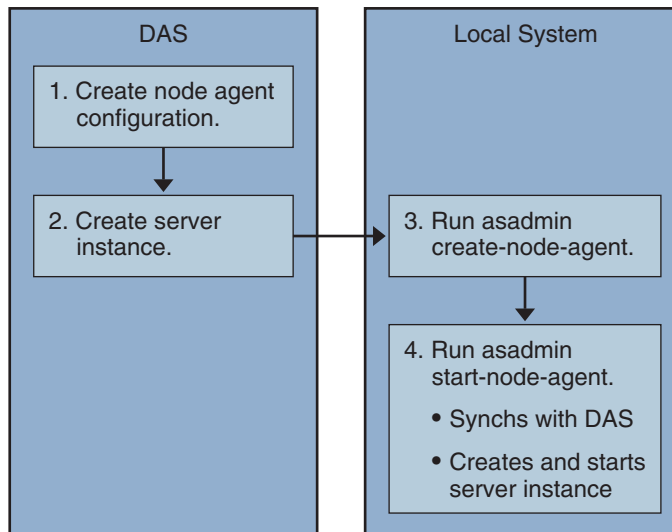 DAS
1. Create node agent
configuration.
2. Create server
instance.
Local System
3. Run asadmin
create-node-agent.
4. Run asadmin
start-node-agent.
• Synchs with DAS
• Creates and starts
server instance